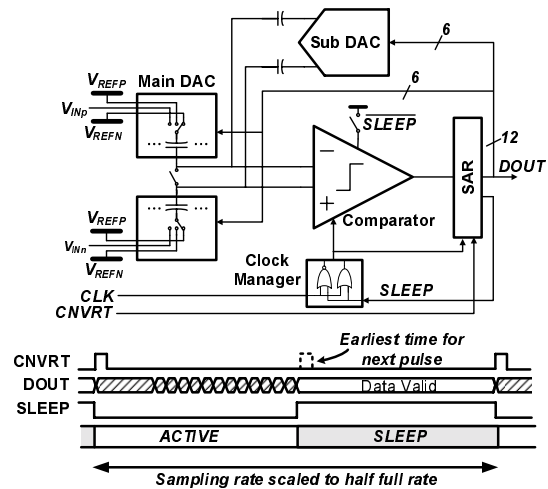 Sub DAC
6
V_REFP
Main DAC
6
V_INp
V_REFN
SLEEP
12
DOUT
SAR
V_REFP
Comparator
V_INn
V_REFN
Clock
Manager
CLK
SLEEP
CNVRT
Earliest time for
next pulse
CNVRT
DOUT
Data Valid
SLEEP
ACTIVE
SLEEP
Sampling rate scaled to half full rate